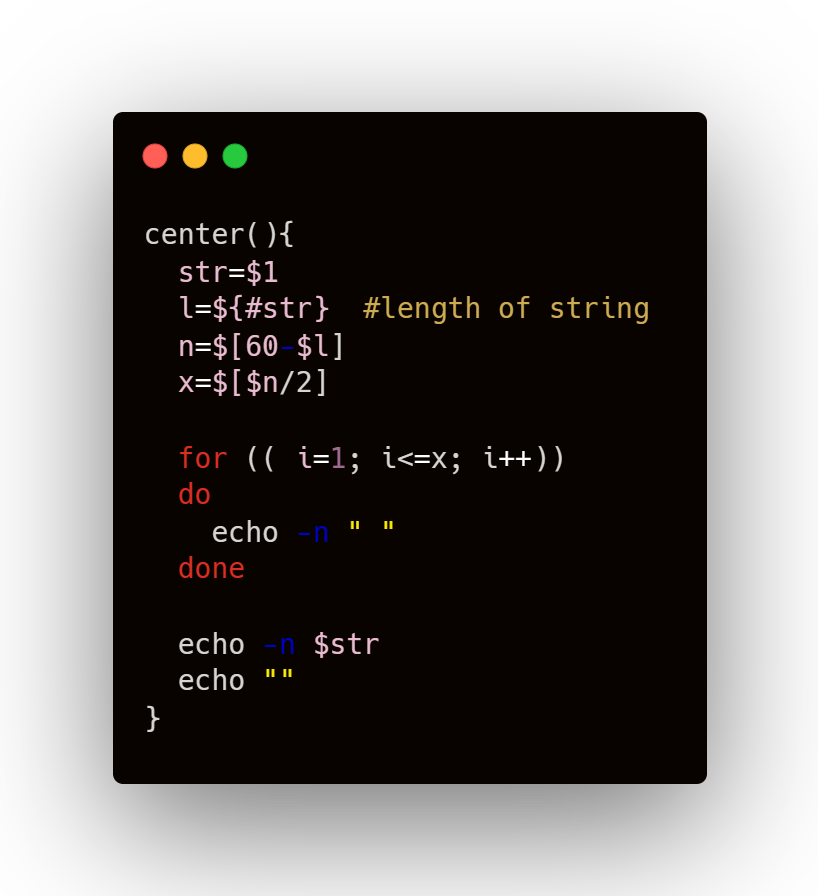 center(){
  str=$1
  l=${#str}  #length of string
  n=$[60-$l]
  x=$[$n/2]

  for (( i=1; i<=x; i++))
  do
    echo -n " "
  done

  echo -n $str
  echo ""
}